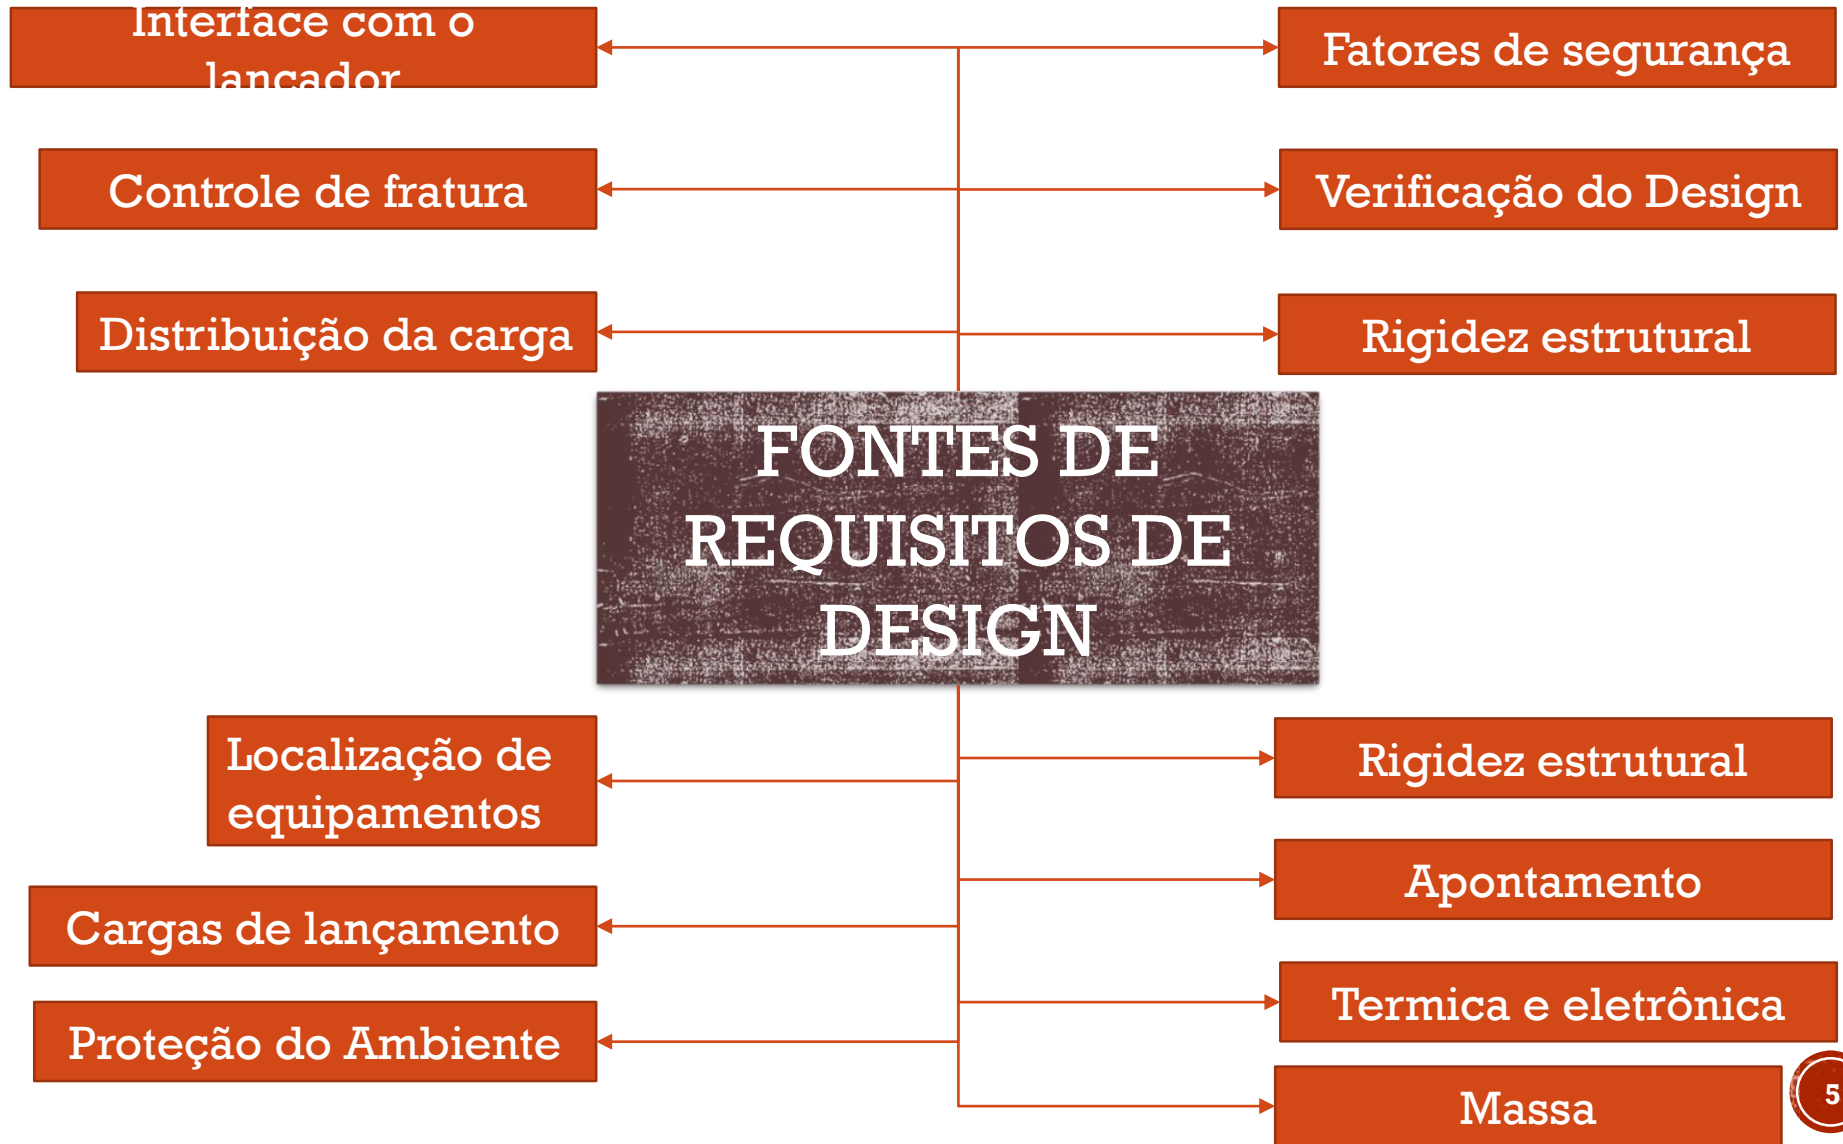 Interface com o
lançador
Fatores de segurança
Controle de fratura
Verificação do Design
Distribuição da carga
Rigidez estrutural
FONTES DE
REQUISITOS DE
DESIGN
Localização de
equipamentos
Rigidez estrutural
Apontamento
Cargas de lançamento
Termica e eletrônica
Proteção do Ambiente
Massa
5